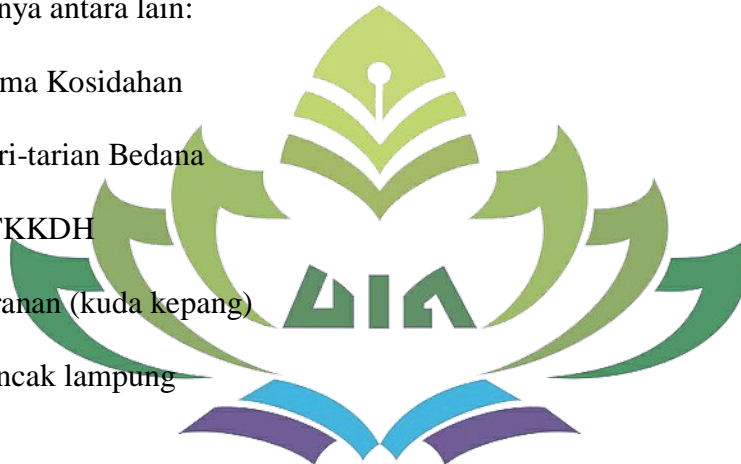 nya antara lain:
ma Kosidahan
ri-tarian Bedana
TKKDH
ranan (kuda kepang)
UIN
ncak lampung